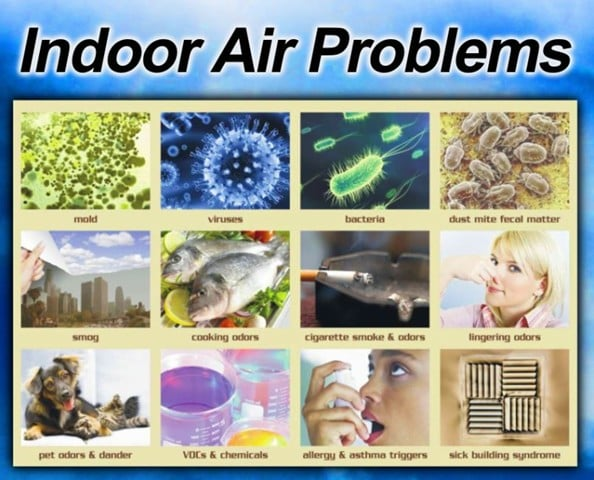 Indoor Air Problems
mold
viruses
bacteria
dust mite fecal matter
smog
cooking odors
cigarette smoke & odors
lingering odors
pet odors & dander
VOCs & chemicals
allergy & asthma triggers
sick building syndrome